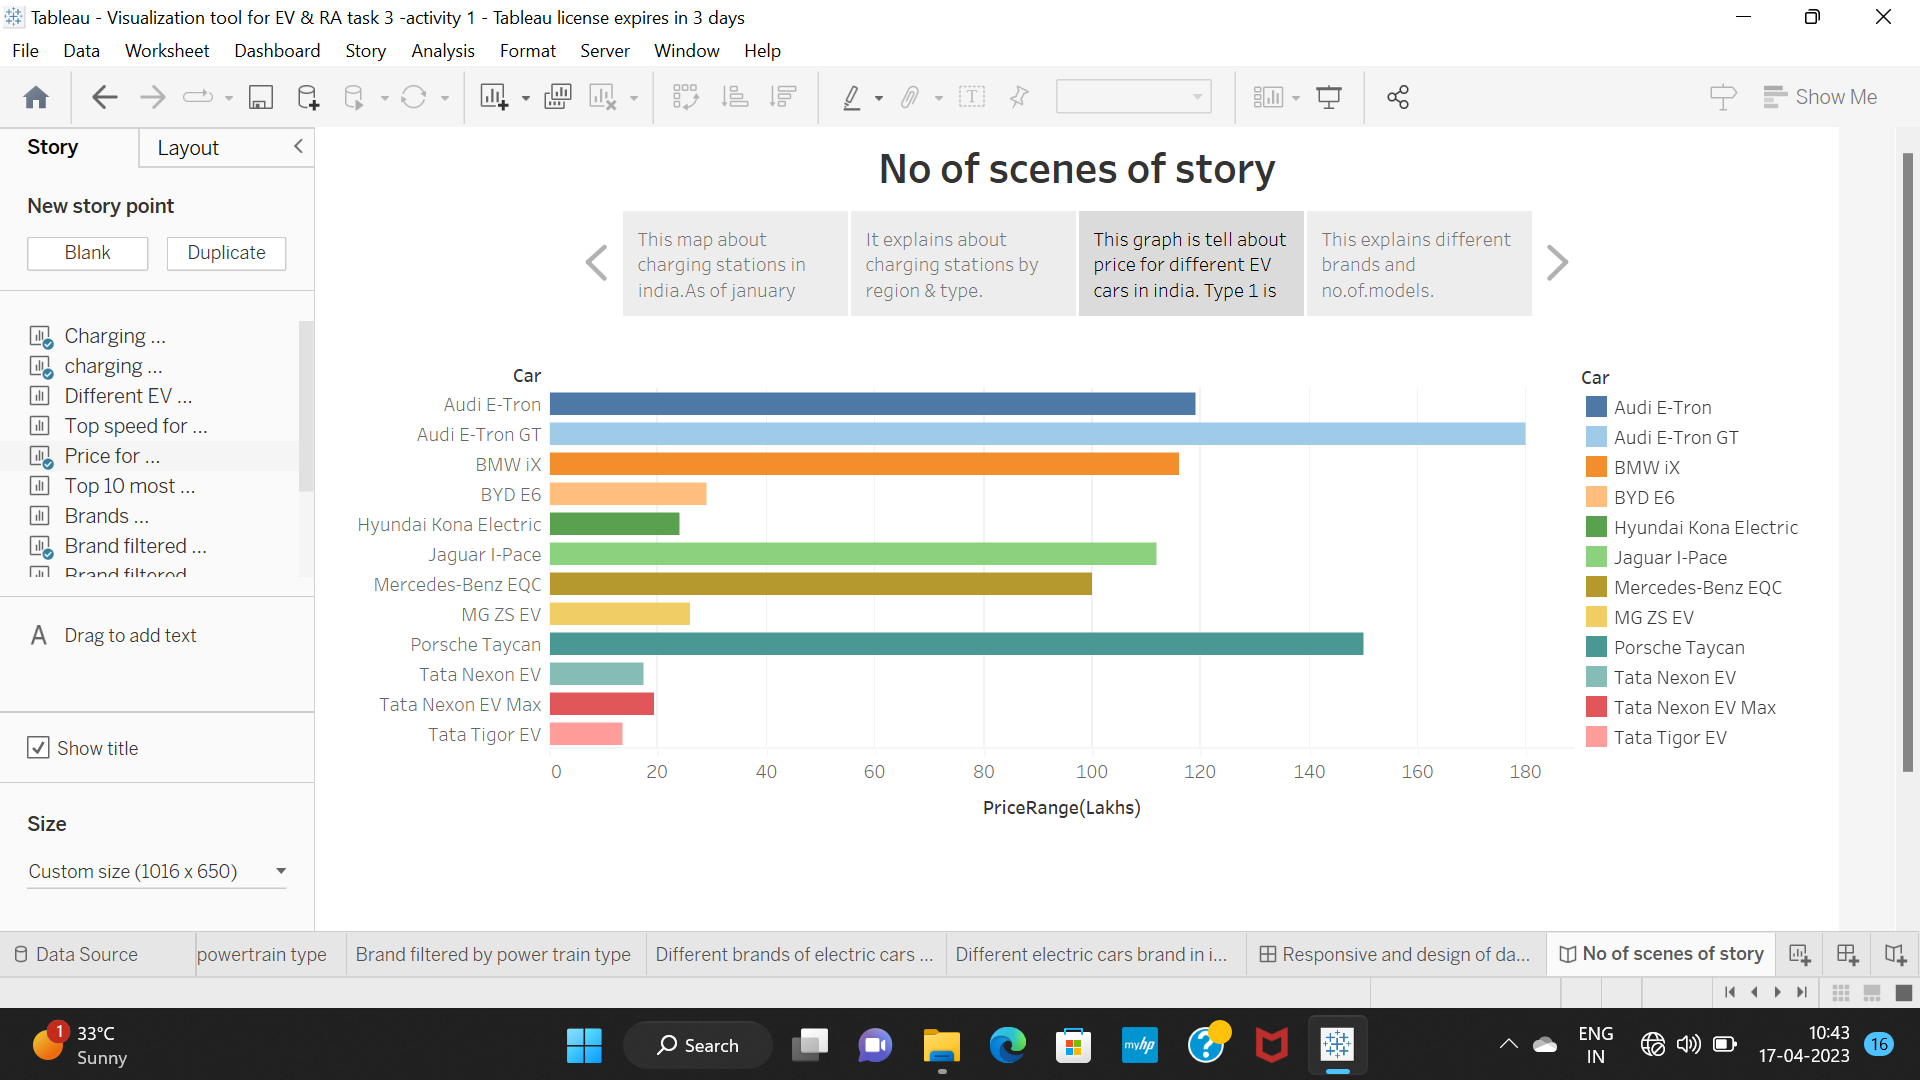 Tableau - Visualization tool for EV & RA task 3 -activity 1 - Tableau license expires in 3 days
File Data Worksheet Dashboard Story Analysis Format Server Window Help
Show Me
Story Layout
New story point
Blank Duplicate
Charging ...
charging ...
Different EV ...
Top speed for ...
Price for ...
Top 10 most ...
Brands ...
Brand filtered ...
Brand filtered
A Drag to add text
Show title
Size
Custom size (1016 x 650)
No of scenes of story
This map about
charging stations in
india.As of january
It explains about
charging stations by
region & type.
This graph is tell about
price for different EV
cars in india. Type 1 is
This explains different
brands and
no.of.models.
Car
Audi E-Tron
Audi E-Tron GT
BMW iX
BYD E6
Hyundai Kona Electric
Jaguar I-Pace
Mercedes-Benz EQC
MG ZS EV
Porsche Taycan
Tata Nexon EV
Tata Nexon EV Max
Tata Tigor EV
0 20 40 60 80 100 120 140 160 180
PriceRange(Lakhs)
Car
Audi E-Tron
Audi E-Tron GT
BMW iX
BYD E6
Hyundai Kona Electric
Jaguar I-Pace
Mercedes-Benz EQC
MG ZS EV
Porsche Taycan
Tata Nexon EV
Tata Nexon EV Max
Tata Tigor EV
Data Source powertrain type Brand filtered by power train type Different brands of electric cars ... Different electric cars brand in i... Responsive and design of da... No of scenes of story
1 33°C
Sunny
Search
myhp
ENG
IN
10:43
17-04-2023
16